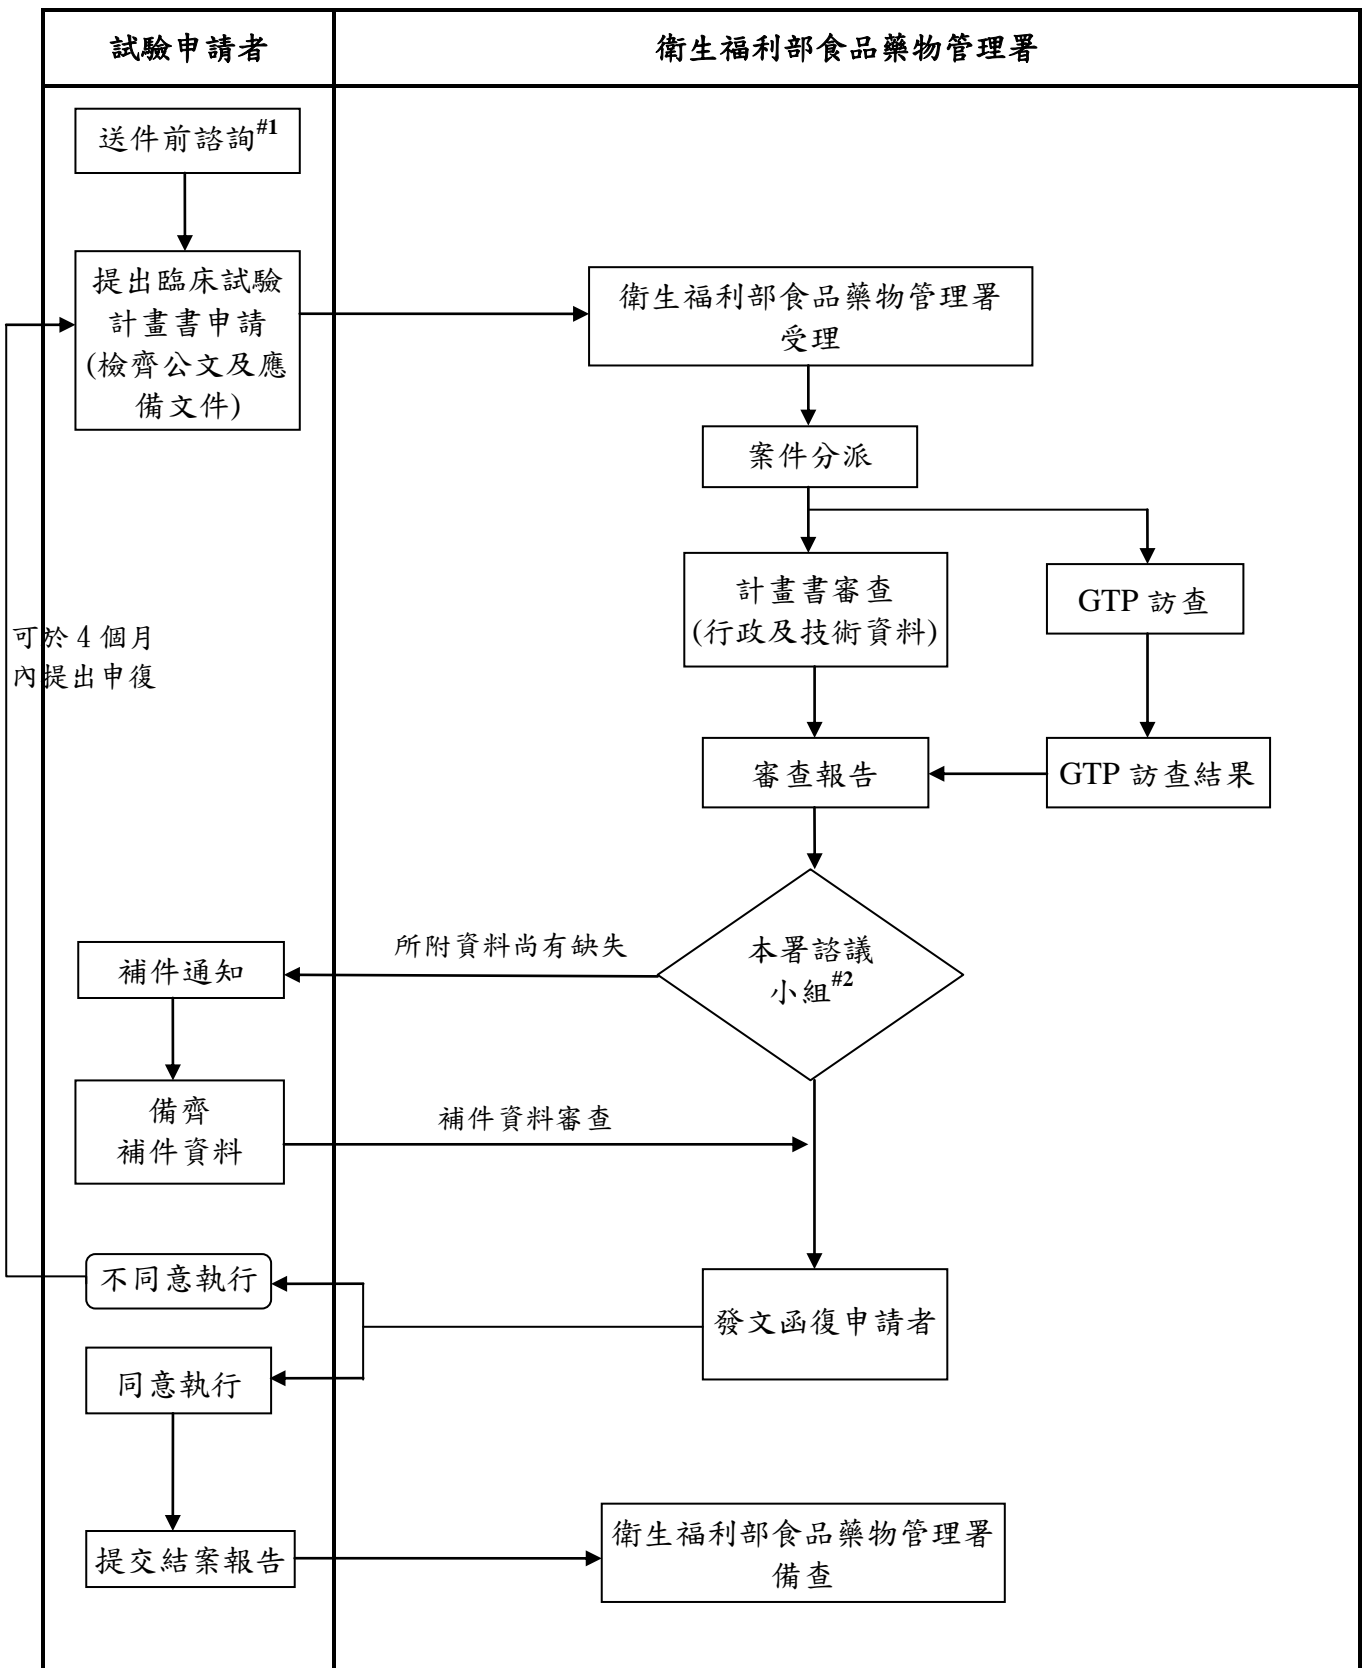 試驗申請者
衛生福利部食品藥物管理署
送件前諮詢#1
提出臨床試驗
計畫書申請
(檢齊公文及應
備文件)
衛生福利部食品藥物管理署
受理
案件分派
計畫書審查
(行政及技術資料)
GTP 訪查
可於 4 個月
內提出申復
審查報告
GTP 訪查結果
所附資料尚有缺失
補件通知
本署諮議
小組#2
備齊
補件資料
補件資料審查
不同意執行
發文函復申請者
同意執行
提交結案報告
衛生福利部食品藥物管理署
備查